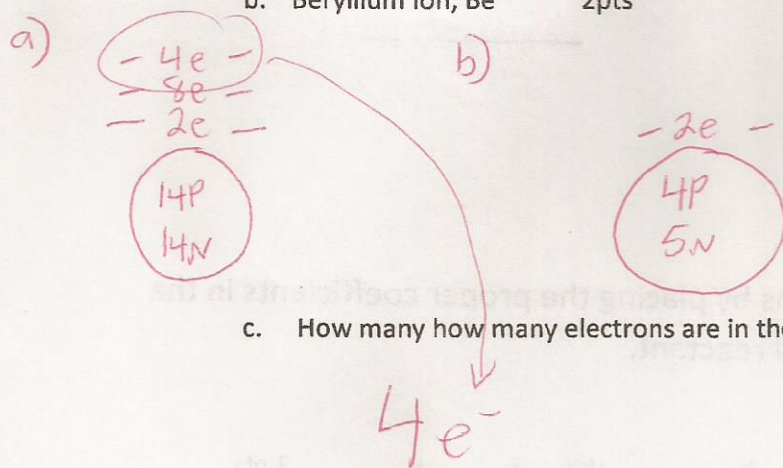 b. Beryllium ion, Be 2pts
a)
- 4e -
- 8e -
- 2e -
14P
14N
b)
- 2e -
4P
5N
c. How many how many electrons are in the
4e⁻